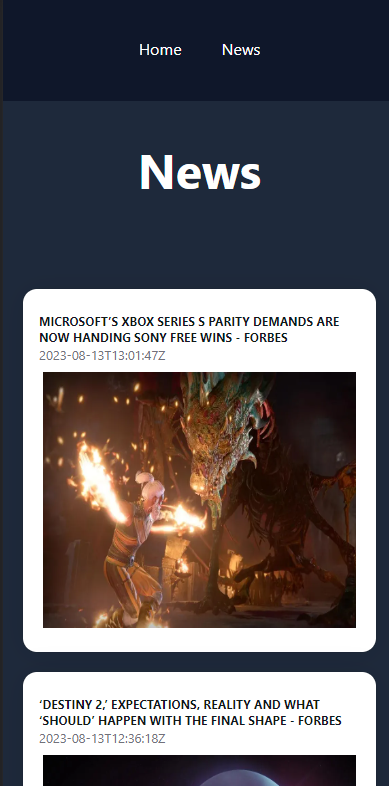 Home News
News
MICROSOFT’S XBOX SERIES S PARITY DEMANDS ARE
NOW HANDING SONY FREE WINS - FORBES
2023-08-13T13:01:47Z
‘DESTINY 2,’ EXPECTATIONS, REALITY AND WHAT
‘SHOULD’ HAPPEN WITH THE FINAL SHAPE - FORBES
2023-08-13T12:36:18Z